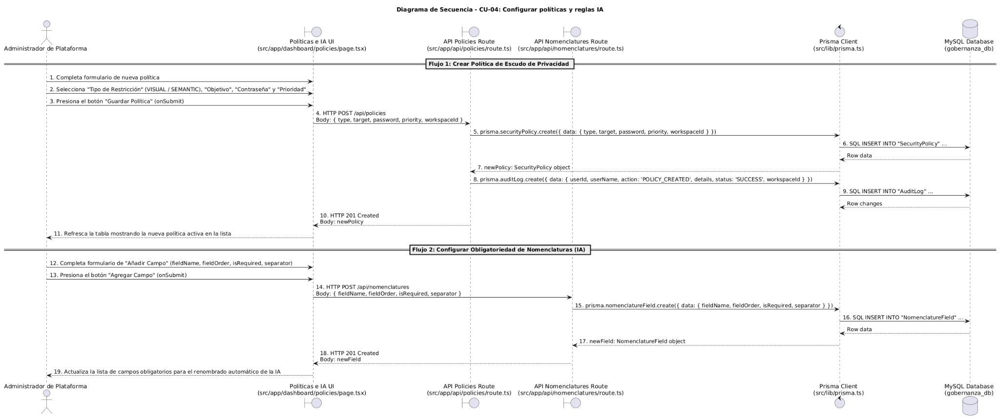 Diagrama de Secuencia - CU-04: Configurar políticas y reglas IA
Administrador de Plataforma
Políticas e IA UI
(src/app/dashboard/policies/page.tsx)
API Policies Route
(src/app/api/policies/route.ts)
API Nomenclatures Route
(src/app/api/nomenclatures/route.ts)
Prisma Client
(src/lib/prisma.ts)
MySQL Database
(gobernanza_db)
Flujo 1: Crear Política de Escudo de Privacidad
1. Completa formulario de nueva política
2. Selecciona "Tipo de Restricción" (VISUAL / SEMANTIC), "Objetivo", "Contraseña" y "Prioridad"
3. Presiona el botón "Guardar Política" (onSubmit)
4. HTTP POST /api/policies
Body: { type, target, password, priority, workspaceId }
5. prisma.securityPolicy.create({ data: { type, target, password, priority, workspaceId } })
6. SQL INSERT INTO "SecurityPolicy" ...
Row data
7. newPolicy: SecurityPolicy object
8. prisma.auditLog.create({ data: { userId, userName, action: 'POLICY_CREATED', details, status: 'SUCCESS', workspaceId } })
9. SQL INSERT INTO "AuditLog" ...
Row changes
10. HTTP 201 Created
Body: newPolicy
11. Refresca la tabla mostrando la nueva política activa en la lista
Flujo 2: Configurar Obligatoriedad de Nomenclaturas (IA)
12. Completa formulario de "Añadir Campo" (fieldName, fieldOrder, isRequired, separator)
13. Presiona el botón "Agregar Campo" (onSubmit)
14. HTTP POST /api/nomenclatures
Body: { fieldName, fieldOrder, isRequired, separator }
15. prisma.nomenclatureField.create({ data: { fieldName, fieldOrder, isRequired, separator } })
16. SQL INSERT INTO "NomenclatureField" ...
Row data
17. newField: NomenclatureField object
18. HTTP 201 Created
Body: newField
19. Actualiza la lista de campos obligatorios para el renombrado automático de la IA
Administrador de Plataforma
Políticas e IA UI
(src/app/dashboard/policies/page.tsx)
API Policies Route
(src/app/api/policies/route.ts)
API Nomenclatures Route
(src/app/api/nomenclatures/route.ts)
Prisma Client
(src/lib/prisma.ts)
MySQL Database
(gobernanza_db)